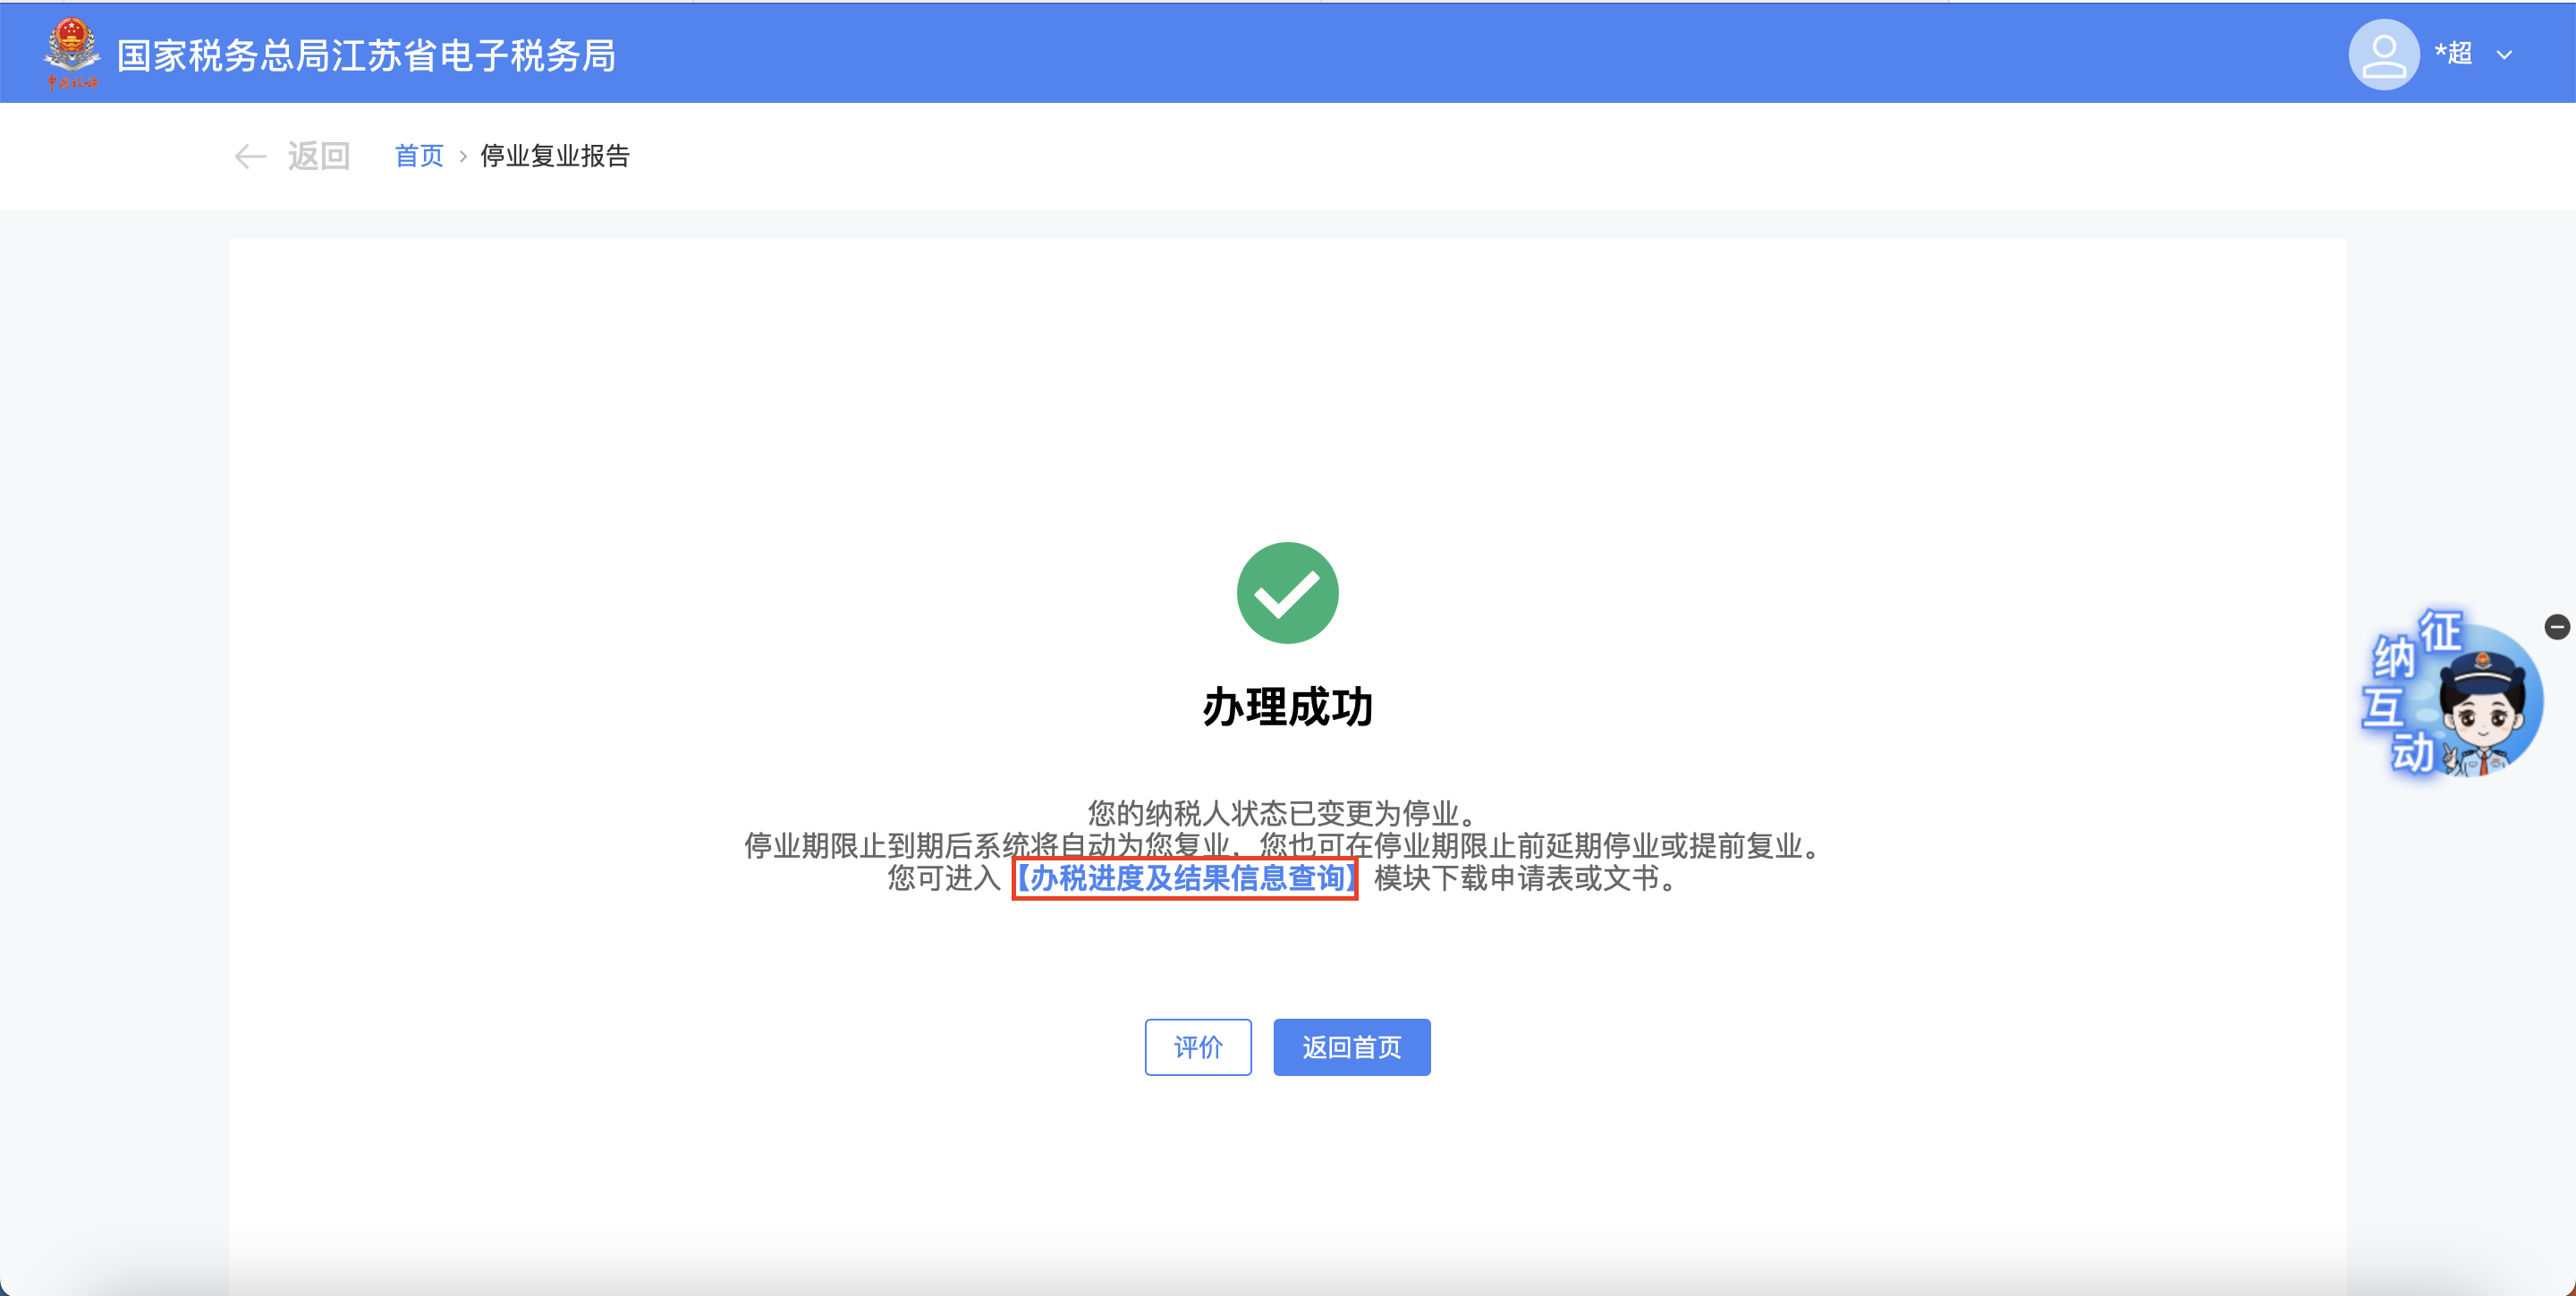 国家税务总局江苏省电子税务局
中国税务
*超
返回 首页 > 停业复业报告
办理成功
您的纳税人状态已变更为停业。
停业期限止到期后系统将自动为您复业，您也可在停业期限止前延期停业或提前复业。
您可进入【办税进度及结果信息查询】模块下载申请表或文书。
评价 返回首页
征纳互动